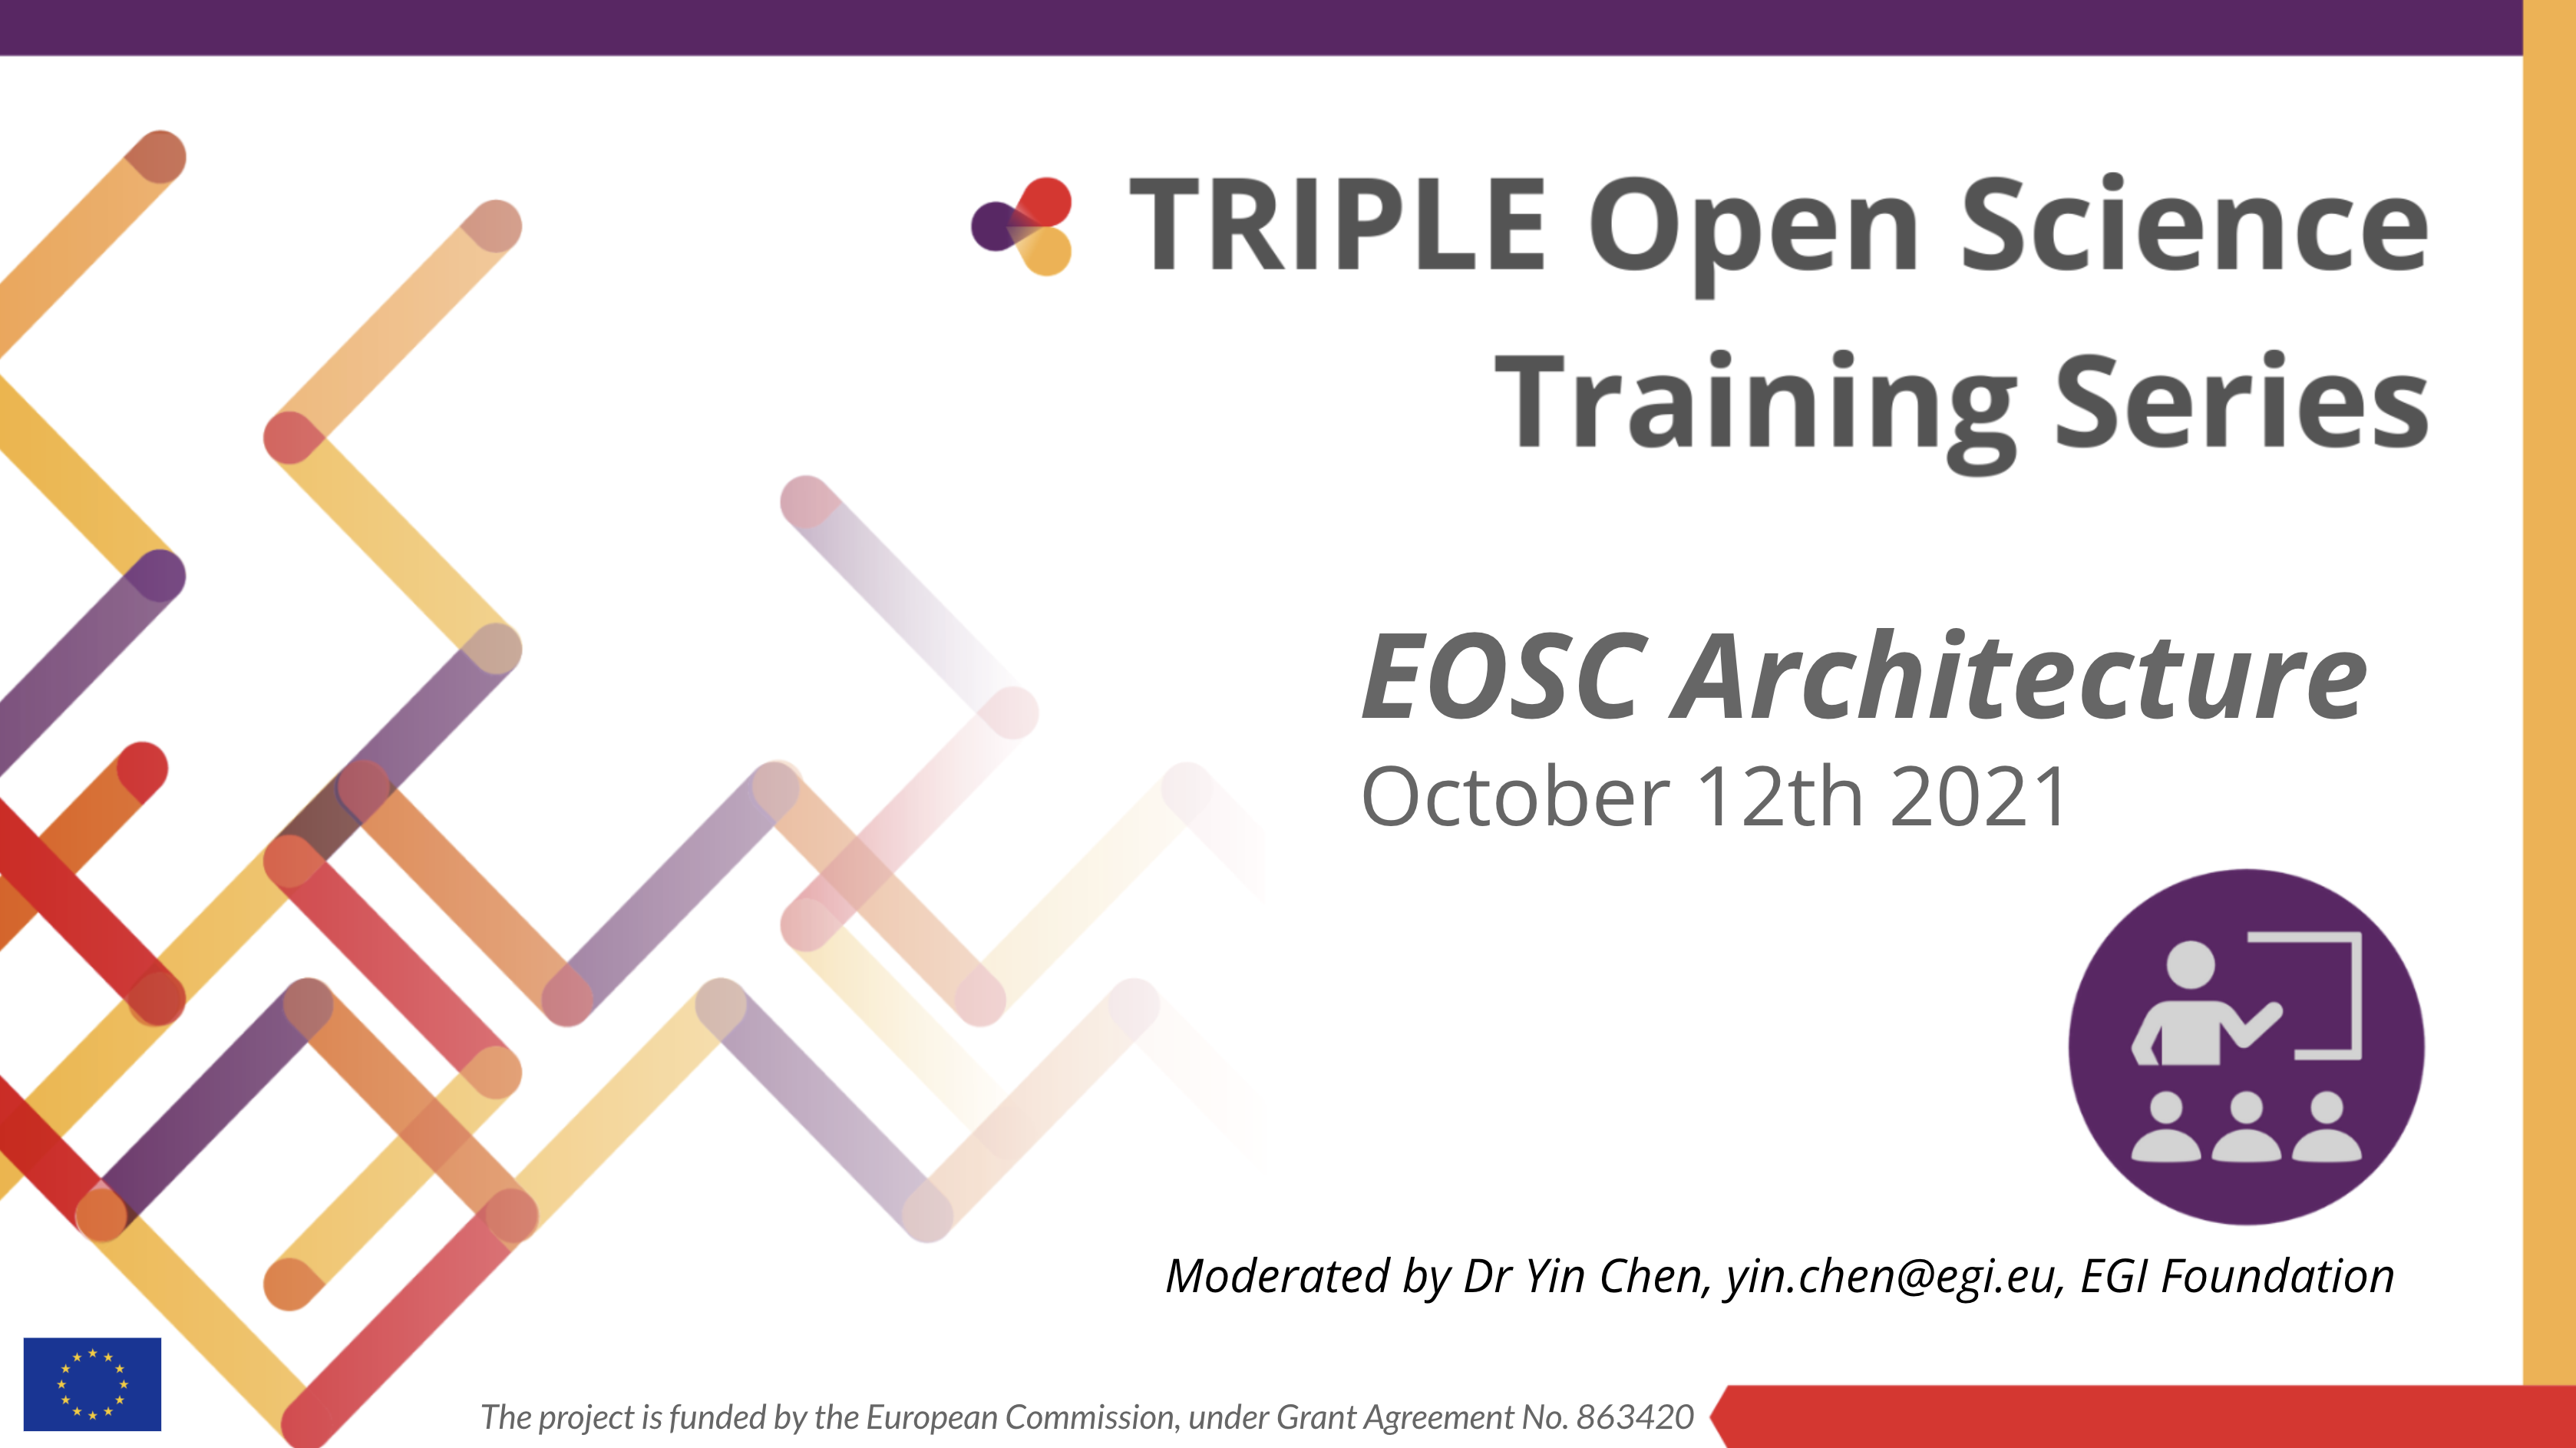 TRIPLE Open Science
Training Series
EOSC Architecture
October 12th 2021
Moderated by Dr Yin Chen, yin.chen@egi.eu, EGI Foundation
The project is funded by the European Commission, under Grant Agreement No. 863420